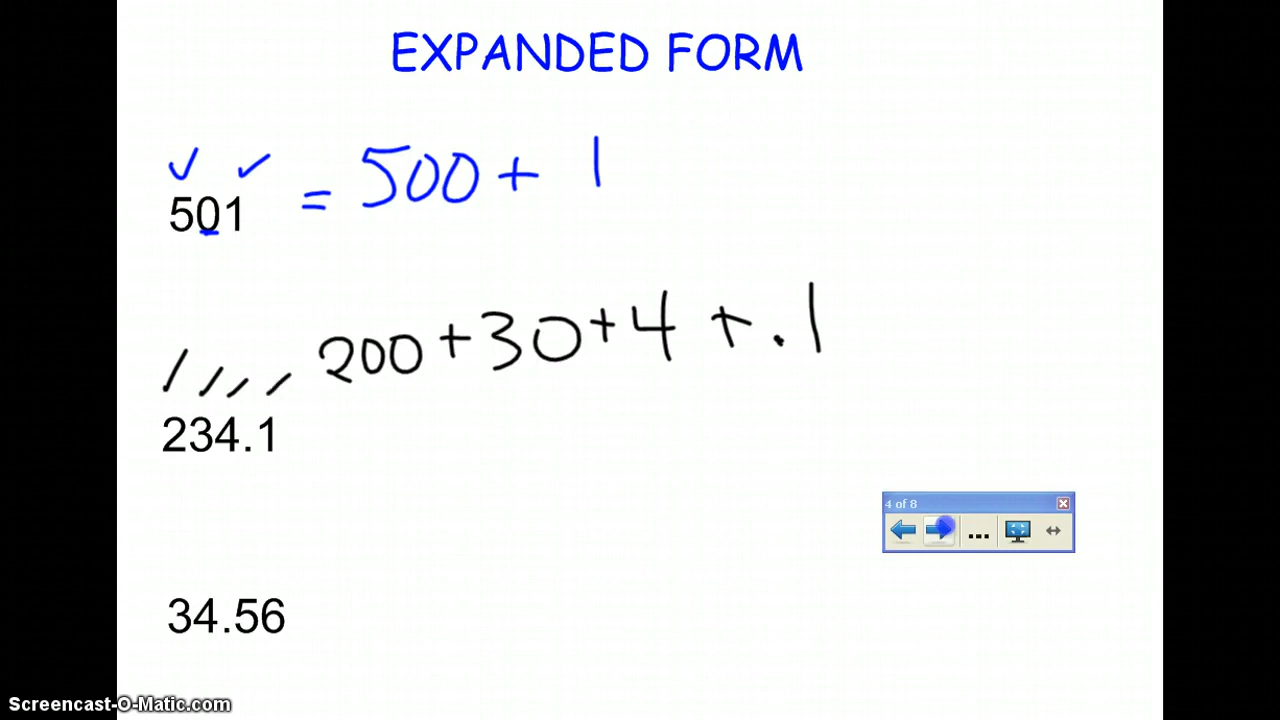 EXPANDED FORM
501 = 500 + 1
200 + 30 + 4 + .1
234.1
4 of 8
...
34.56
Screencast-O-Matic.com